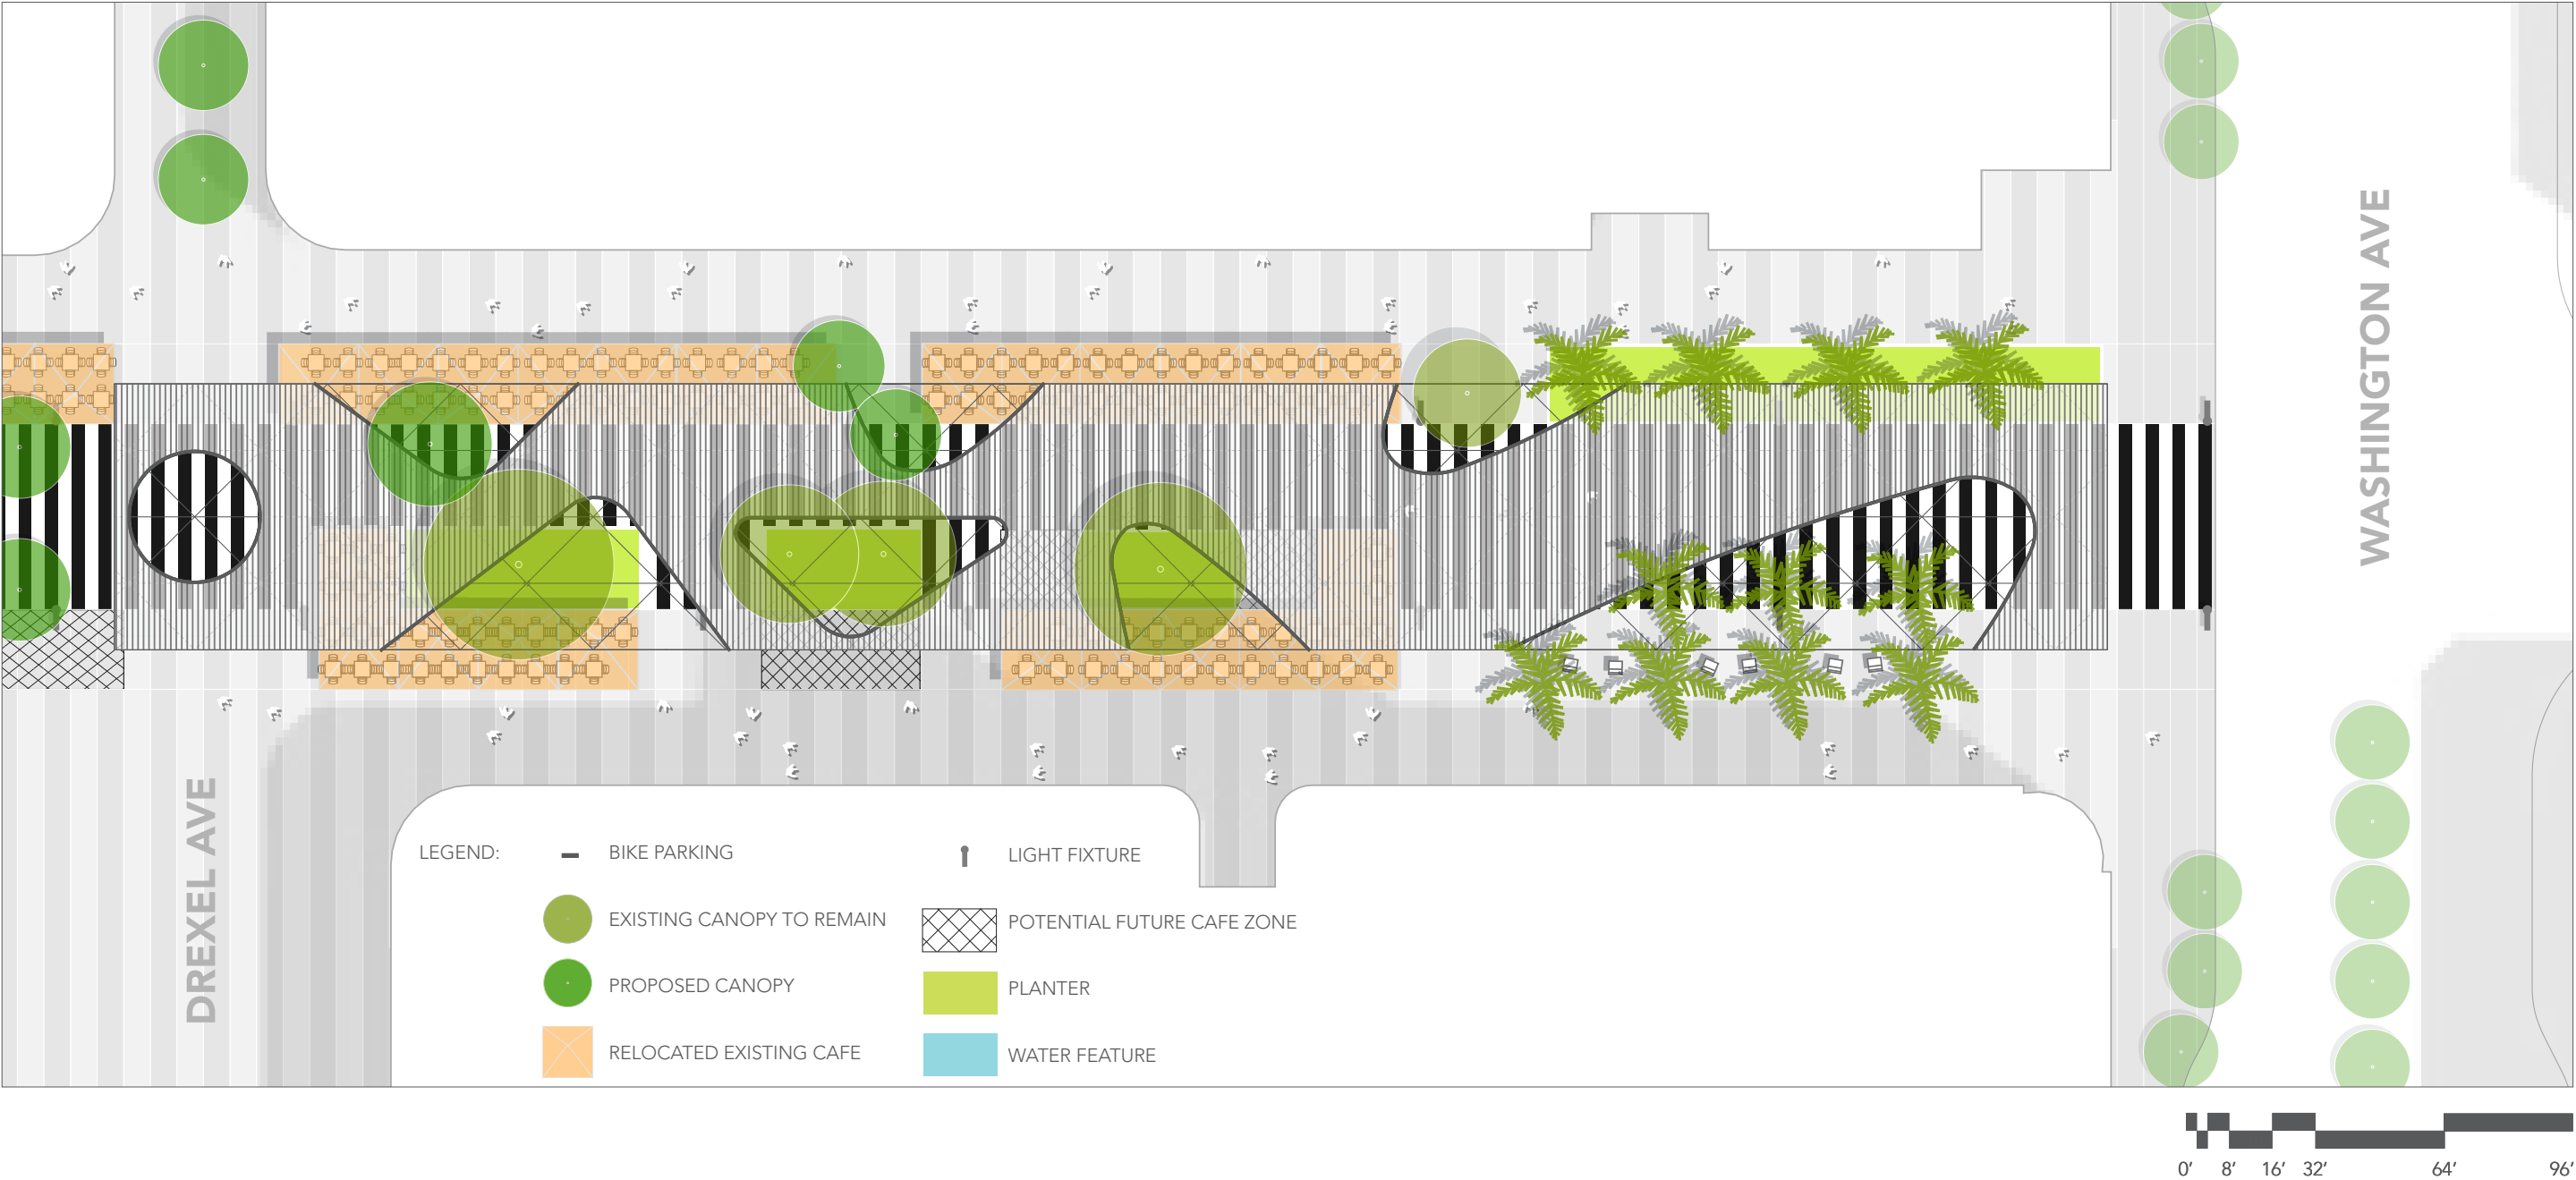 WASHINGTON AVE
DREXEL AVE
LEGEND:
BIKE PARKING
EXISTING CANOPY TO REMAIN
PROPOSED CANOPY
RELOCATED EXISTING CAFE
LIGHT FIXTURE
POTENTIAL FUTURE CAFE ZONE
PLANTER
WATER FEATURE
0' 8' 16' 32' 64' 96'